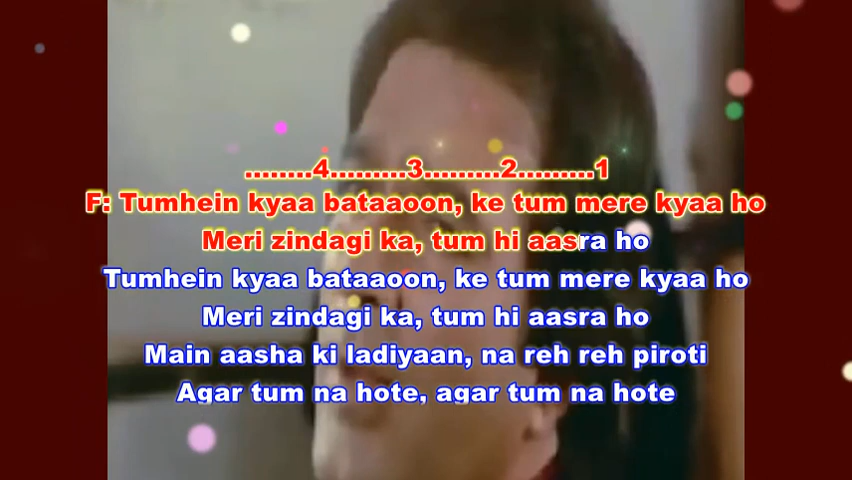 ........4.........3.........2.........1
F: Tumhein kyaa bataaoon, ke tum mere kyaa ho
Meri zindagi ka, tum hi aasra ho
Tumhein kyaa bataaoon, ke tum mere kyaa ho
Meri zindagi ka, tum hi aasra ho
Main aasha ki ladiyaan, na reh reh piroti
Agar tum na hote, agar tum na hote